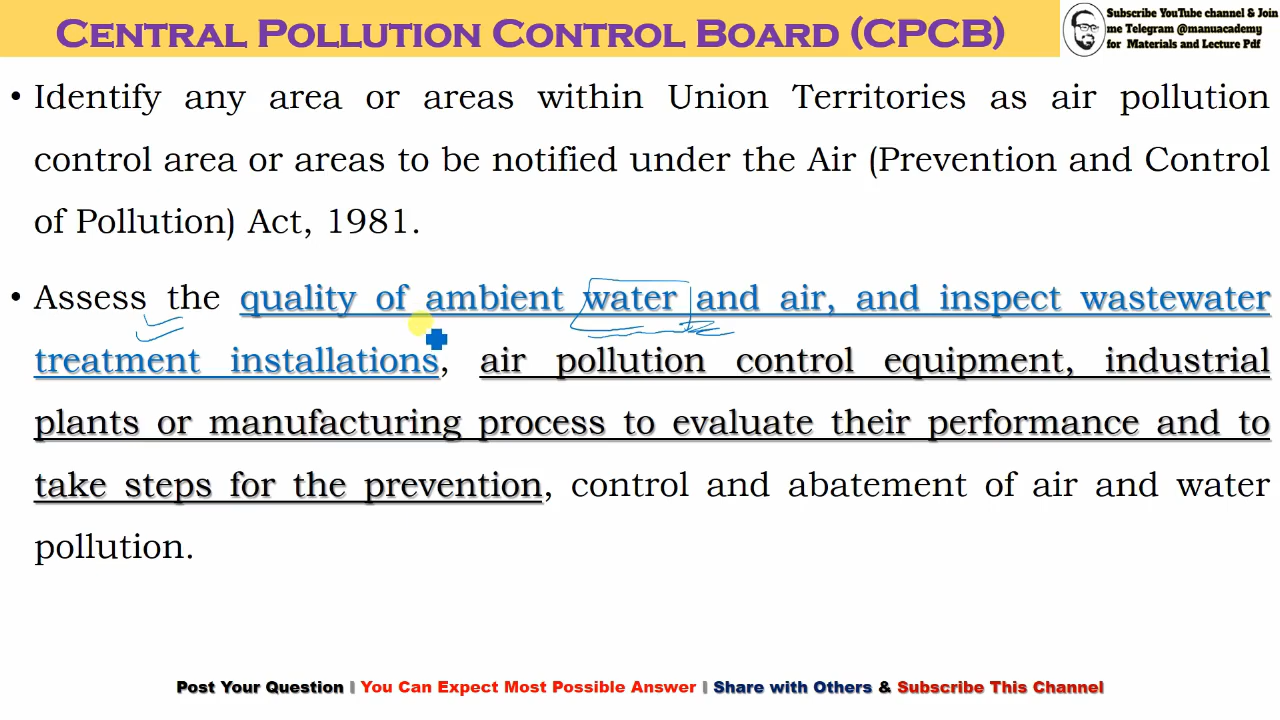 CENTRAL POLLUTION CONTROL BOARD (CPCB)
Subscribe YouTube channel & Join
me Telegram @manuacademy
for Materials and Lecture Pdf
• Identify any area or areas within Union Territories as air pollution
control area or areas to be notified under the Air (Prevention and Control
of Pollution) Act, 1981.
• Assess the quality of ambient water and air, and inspect wastewater
treatment installations, air pollution control equipment, industrial
plants or manufacturing process to evaluate their performance and to
take steps for the prevention, control and abatement of air and water
pollution.
Post Your Question | You Can Expect Most Possible Answer | Share with Others & Subscribe This Channel